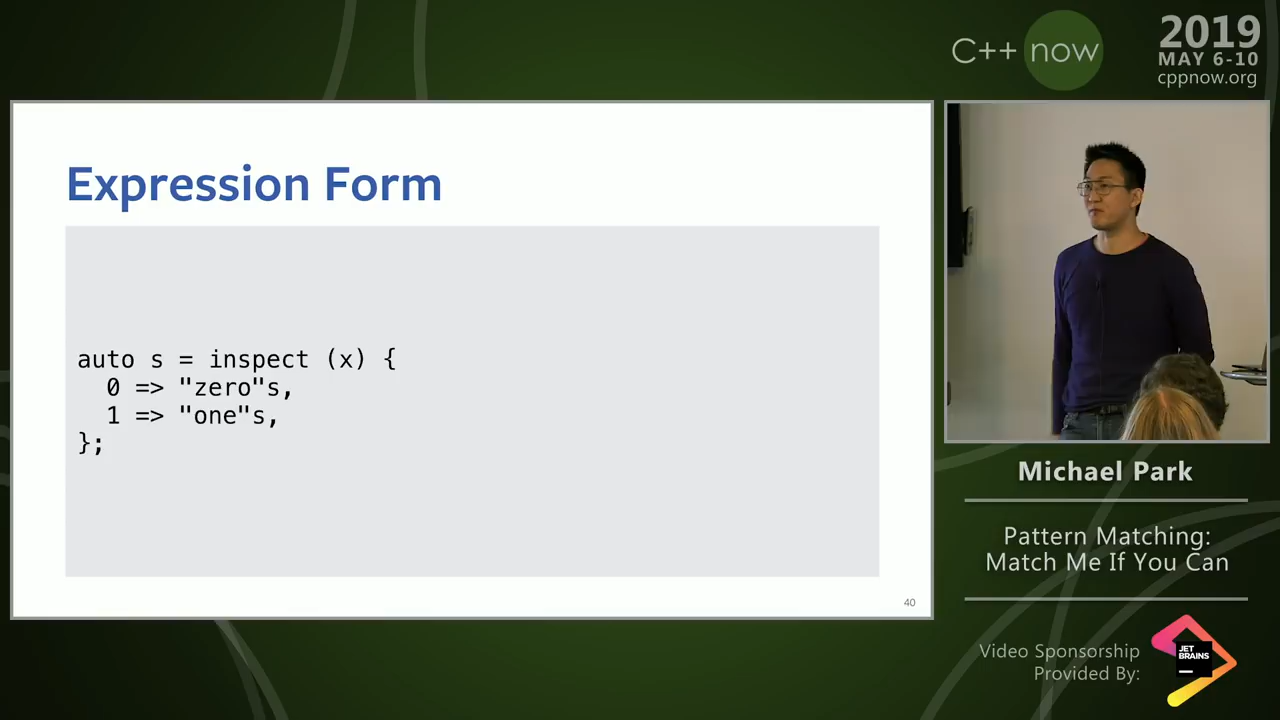 C++ now
2019
MAY 6-10
cppnow.org
Expression Form
auto s = inspect (x) {
  0 => "zero"s,
  1 => "one"s,
};
40
Michael Park
Pattern Matching:
Match Me If You Can
Video Sponsorship
Provided By:
JET
BRAINS